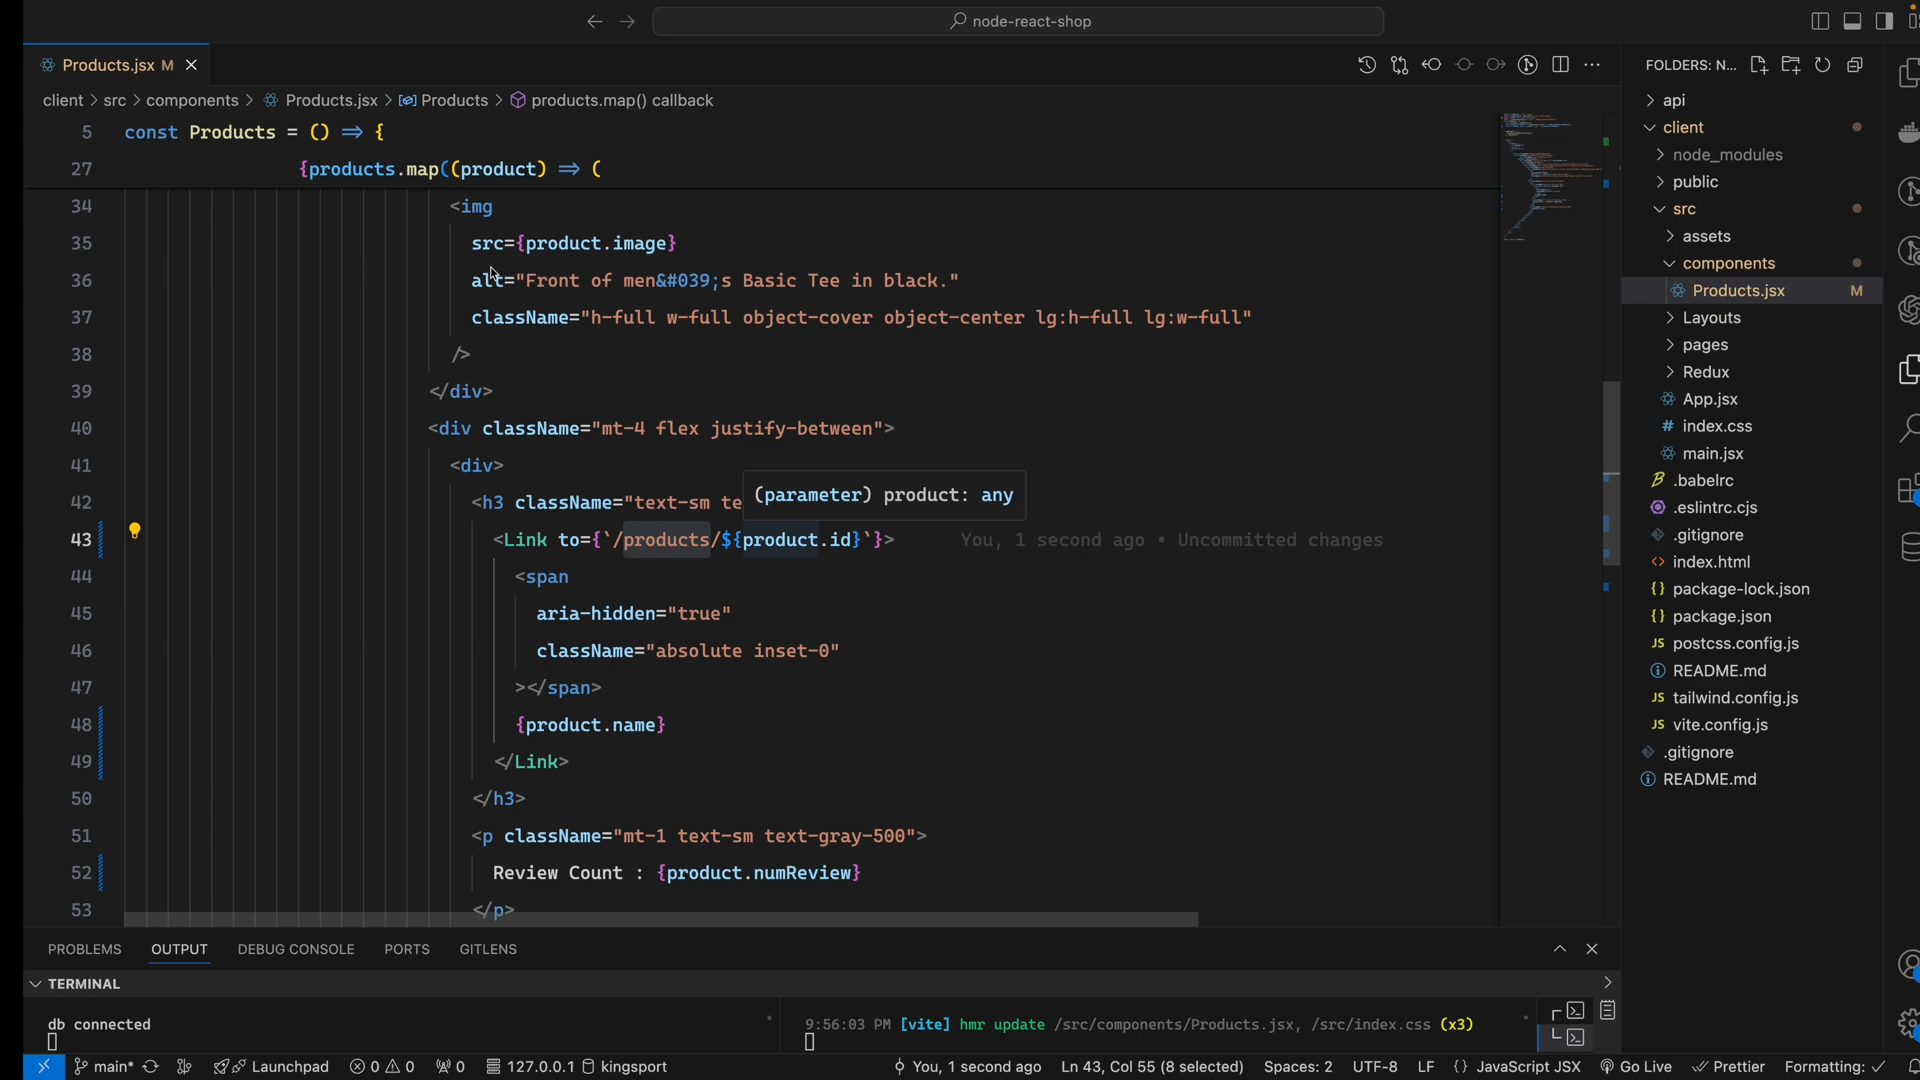 node-react-shop
Products.jsx M
FOLDERS: N...
client > src > components > Products.jsx > Products > products.map() callback
5 const Products = () => {
27 {products.map((product) => (
34 <img
35 src={product.image}
36 alt="Front of men&#039;s Basic Tee in black."
37 className="h-full w-full object-cover object-center lg:h-full lg:w-full"
38 />
39 </div>
40 <div className="mt-4 flex justify-between">
41 <div>
(parameter) product: any
42 <h3 className="text-sm te
43 <Link to={`/products/${product.id}`}> You, 1 second ago • Uncommitted changes
44 <span
45 aria-hidden="true"
46 className="absolute inset-0"
47 ></span>
48 {product.name}
49 </Link>
50 </h3>
51 <p className="mt-1 text-sm text-gray-500">
52 Review Count : {product.numReview}
53 </p>
api
client
node_modules
public
src
assets
components
Products.jsx M
Layouts
pages
Redux
App.jsx
# index.css
main.jsx
.babelrc
.eslintrc.cjs
.gitignore
<> index.html
{} package-lock.json
{} package.json
JS postcss.config.js
README.md
JS tailwind.config.js
JS vite.config.js
.gitignore
README.md
PROBLEMS OUTPUT DEBUG CONSOLE PORTS GITLENS
TERMINAL
db connected
9:56:03 PM [vite] hmr update /src/components/Products.jsx, /src/index.css (x3)
main* Launchpad 0 0 0 127.0.0.1 kingsport You, 1 second ago Ln 43, Col 55 (8 selected) Spaces: 2 UTF-8 LF {} JavaScript JSX Go Live Prettier Formatting: ✓